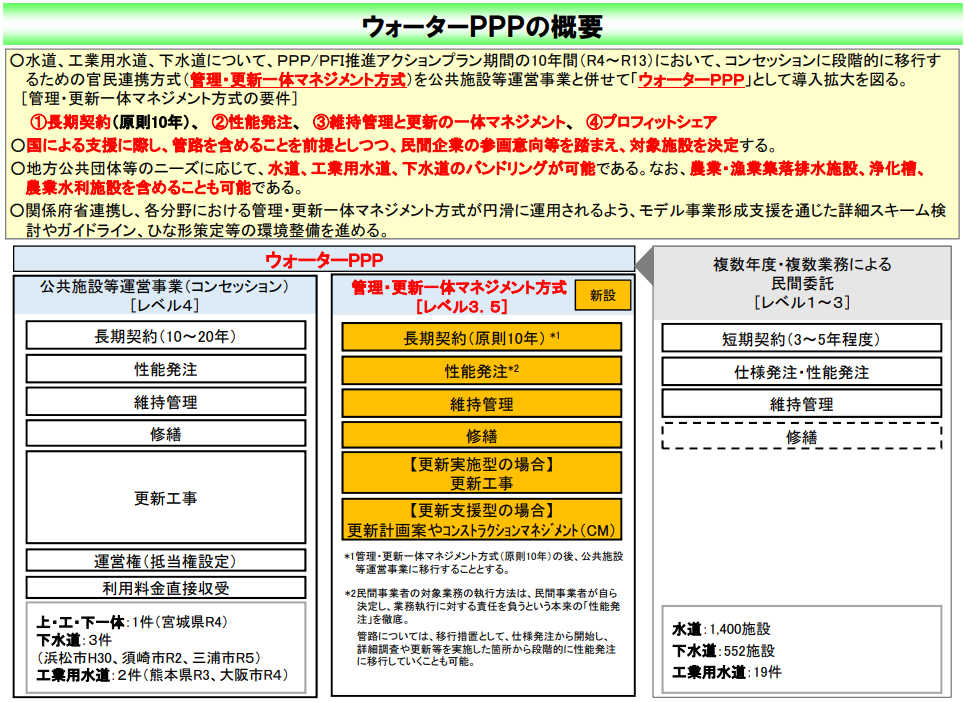 ウォーターPPPの概要
○水道、工業用水道、下水道について、PPP/PFI推進アクションプラン期間の10年間(R4~R13)において、コンセッションに段階的に移行す
るための官民連携方式(管理・更新一体マネジメント方式)を公共施設等運営事業と併せて「ウォーターPPP」として導入拡大を図る。
[管理・更新一体マネジメント方式の要件]
①長期契約(原則10年)、 ②性能発注、 ③維持管理と更新の一体マネジメント、 ④プロフィットシェア
○国による支援に際し、管路を含めることを前提としつつ、民間企業の参画意向等を踏まえ、対象施設を決定する。
○地方公共団体等のニーズに応じて、水道、工業用水道、下水道のバンドリングが可能である。なお、農業・漁業集落排水施設、浄化槽、
農業水利施設を含めることも可能である。
○関係府省連携し、各分野における管理・更新一体マネジメント方式が円滑に運用されるよう、モデル事業形成支援を通じた詳細スキーム検
討やガイドライン、ひな形策定等の環境整備を進める。
ウォーターPPP
公共施設等運営事業(コンセッション)
[レベル4]
長期契約(10~20年)
性能発注
維持管理
修繕
更新工事
運営権(抵当権設定)
利用料金直接収受
上・工・下一体:1件(宮城県R4)
下水道:3件
(浜松市H30、須崎市R2、三浦市R5)
工業用水道:2件(熊本県R3、大阪市R4)
管理・更新一体マネジメント方式
[レベル3.5]
新設
長期契約(原則10年) *1
性能発注*2
維持管理
修繕
【更新実施型の場合】
更新工事
【更新支援型の場合】
更新計画案やコンストラクションマネジメント(CM)
*1管理・更新一体マネジメント方式(原則10年)の後、公共施設
等運営事業に移行することとする。
*2民間事業者の対象業務の執行方法は、民間事業者が自ら
決定し、業務執行に対する責任を負うという本来の「性能発
注」を徹底。
管路については、移行措置として、仕様発注から開始し、
詳細調査や更新等を実施した箇所から段階的に性能発注
に移行していくことも可能。
複数年度・複数業務による
民間委託
[レベル1~3]
短期契約(3~5年程度)
仕様発注・性能発注
維持管理
修繕
水道:1,400施設
下水道:552施設
工業用水道:19件